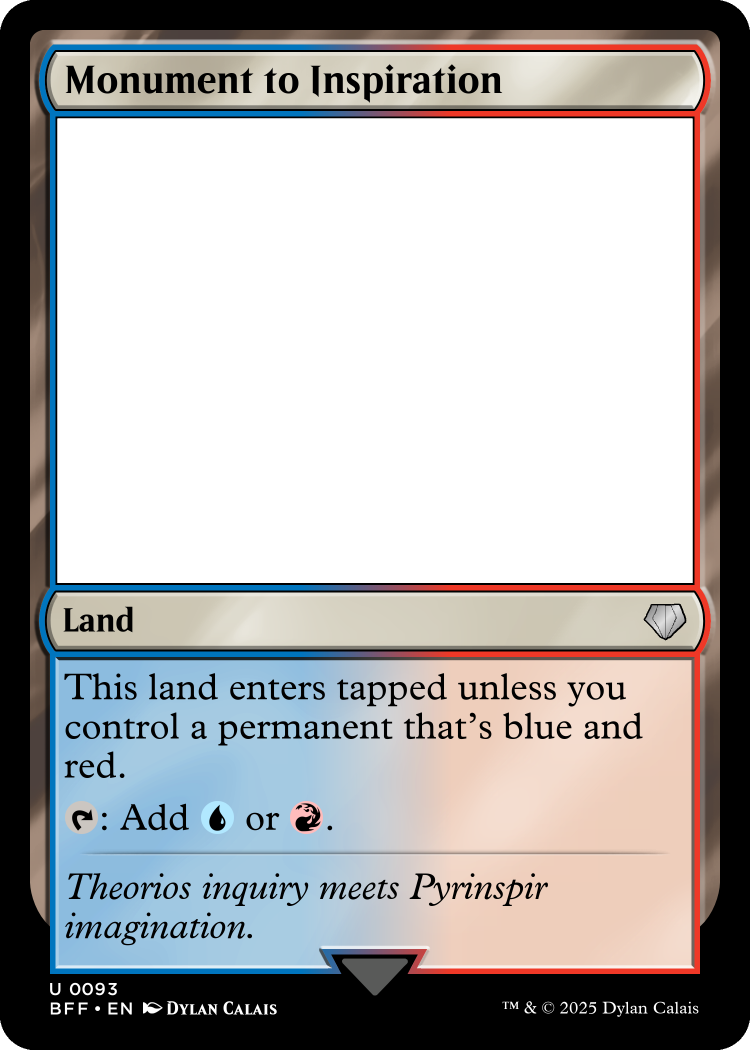 Monument to Inspiration
Land
This land enters tapped unless you
control a permanent that's blue and
red.
: Add or .
Theorios inquiry meets Pyrinspir
imagination.
U 0093
BFF • EN Dylan Calais
™ & © 2025 Dylan Calais